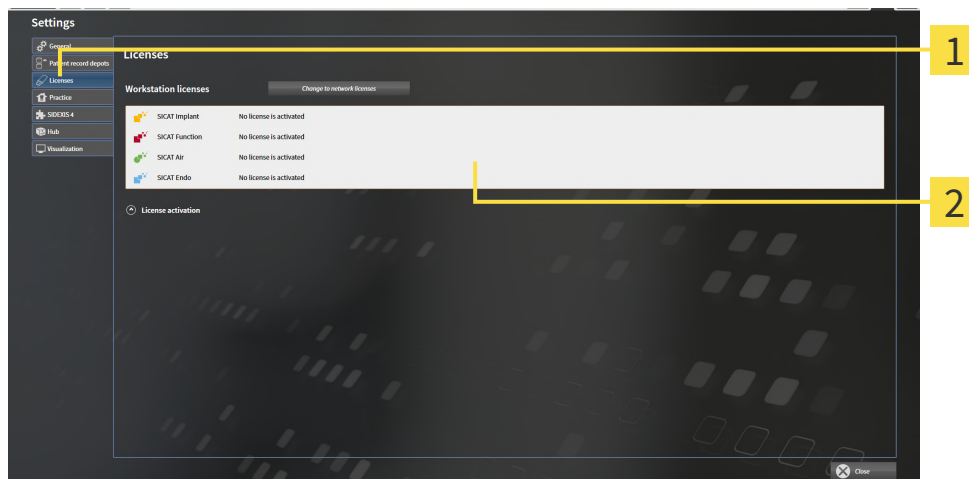 Settings
General
Patient record depots
Licenses
Practice
SIDEXIS 4
Hub
Visualization
Licenses
Workstation licenses
Change to network licenses
SICAT Implant No license is activated
SICAT Function No license is activated
SICAT Air No license is activated
SICAT Endo No license is activated
License activation
Close
1
2